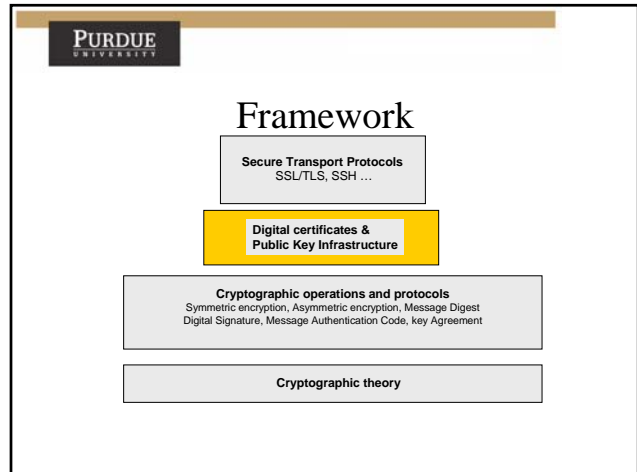 PURDUE
UNIVERSITY
Framework
Secure Transport Protocols
SSL/TLS, SSH …
Digital certificates &
Public Key Infrastructure
Cryptographic operations and protocols
Symmetric encryption, Asymmetric encryption, Message Digest
Digital Signature, Message Authentication Code, key Agreement
Cryptographic theory